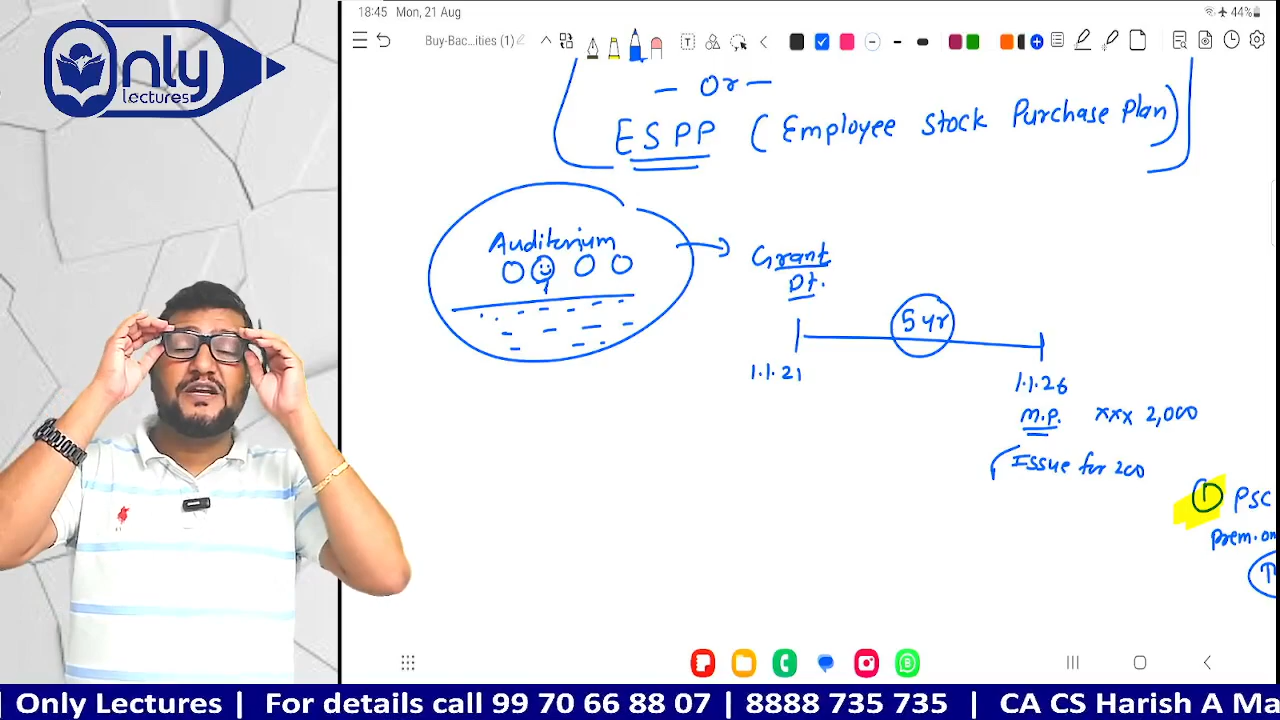 18:45 Mon, 21 Aug
44%
Only
lectures
Buy-Bac...ities (1)
— Or —
ESPP (Employee Stock Purchase Plan)
Auditorium
Grant
Dt.
5 yr
1.1.21
1.1.26
M.P. xxx 2,000
Issue for 200
1 PSC
Prem. on
Only Lectures | For details call 99 70 66 88 07 | 8888 735 735 | CA CS Harish A Ma